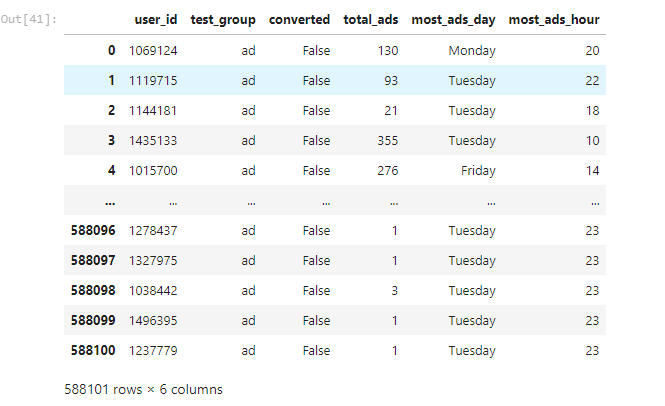 Out[41]:
user_id test_group converted total_ads most_ads_day most_ads_hour
0 1069124 ad False 130 Monday 20
1 1119715 ad False 93 Tuesday 22
2 1144181 ad False 21 Tuesday 18
3 1435133 ad False 355 Tuesday 10
4 1015700 ad False 276 Friday 14
... ... ... ... ... ... ...
588096 1278437 ad False 1 Tuesday 23
588097 1327975 ad False 1 Tuesday 23
588098 1038442 ad False 3 Tuesday 23
588099 1496395 ad False 1 Tuesday 23
588100 1237779 ad False 1 Tuesday 23
588101 rows × 6 columns